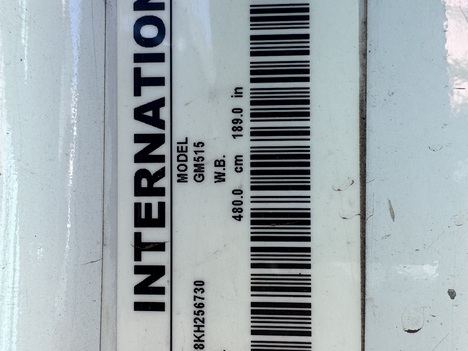 INTERNATION
MODEL
GM515
8KH256730
W.B.
480.0 cm 189.0 in